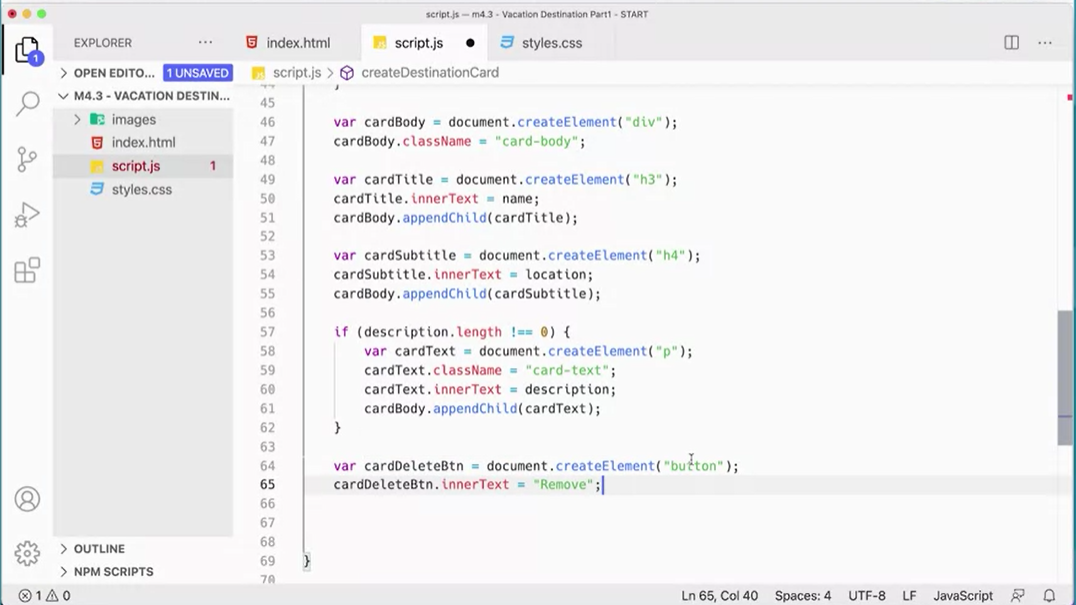 script.js — m4.3 - Vacation Destination Part1 - START
EXPLORER
index.html
script.js
styles.css
OPEN EDITO...
1 UNSAVED
script.js > createDestinationCard
M4.3 - VACATION DESTIN...
images
index.html
script.js 1
styles.css
1
44 }
45
46 var cardBody = document.createElement("div");
47 cardBody.className = "card-body";
48
49 var cardTitle = document.createElement("h3");
50 cardTitle.innerText = name;
51 cardBody.appendChild(cardTitle);
52
53 var cardSubtitle = document.createElement("h4");
54 cardSubtitle.innerText = location;
55 cardBody.appendChild(cardSubtitle);
56
57 if (description.length !== 0) {
58 var cardText = document.createElement("p");
59 cardText.className = "card-text";
60 cardText.innerText = description;
61 cardBody.appendChild(cardText);
62 }
63
64 var cardDeleteBtn = document.createElement("button");
65 cardDeleteBtn.innerText = "Remove";
66
67
68
69 }
70
OUTLINE
NPM SCRIPTS
1 0
Ln 65, Col 40
Spaces: 4
UTF-8
LF
JavaScript